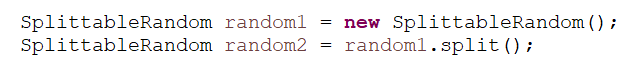 SplittableRandom random1 = new SplittableRandom();
SplittableRandom random2 = random1.split();